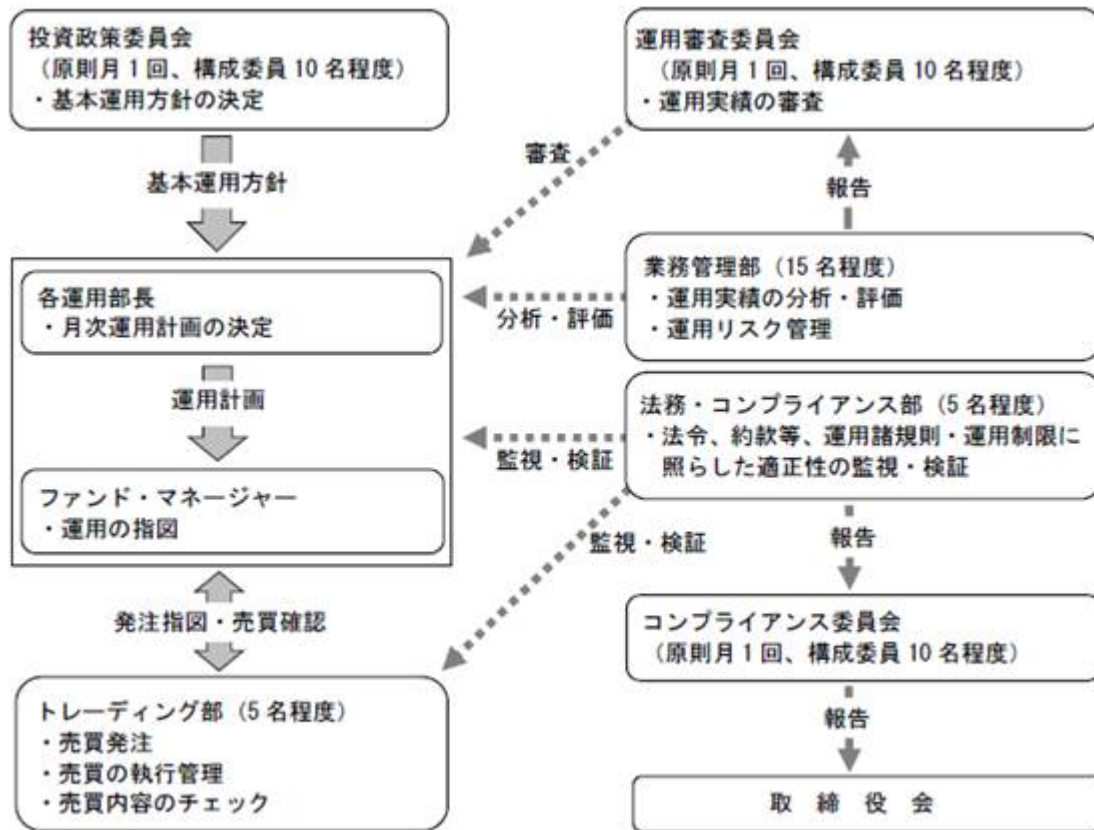 投資政策委員会
（原則月1回、構成委員10名程度）
・基本運用方針の決定
基本運用方針
各運用部長
・月次運用計画の決定
運用計画
ファンド・マネージャー
・運用の指図
発注指図・売買確認
トレーディング部（5名程度）
・売買発注
・売買の執行管理
・売買内容のチェック
運用審査委員会
（原則月1回、構成委員10名程度）
・運用実績の審査
審査
報告
業務管理部（15名程度）
・運用実績の分析・評価
・運用リスク管理
分析・評価
法務・コンプライアンス部（5名程度）
・法令、約款等、運用諸規則・運用制限に
照らした適正性の監視・検証
監視・検証
監視・検証
報告
コンプライアンス委員会
（原則月1回、構成委員10名程度）
報告
取締役会